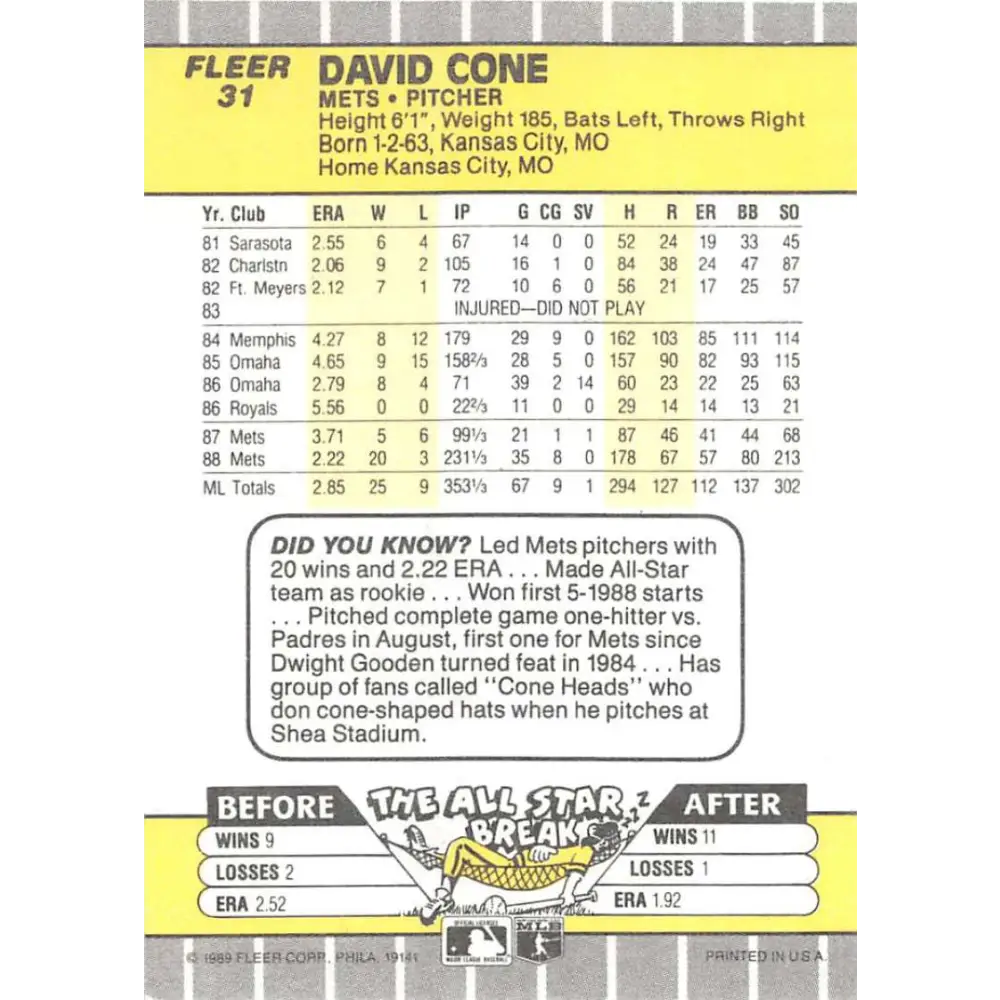 FLEER
31
DAVID CONE
METS • PITCHER
Height 6'1", Weight 185, Bats Left, Throws Right
Born 1-2-63, Kansas City, MO
Home Kansas City, MO
Yr. Club ERA W L IP G CG SV H R ER BB SO
81 Sarasota 2.55 6 4 67 14 0 0 52 24 19 33 45
82 Charlstn 2.06 9 2 105 16 1 0 84 38 24 47 87
82 Ft. Meyers 2.12 7 1 72 10 6 0 56 21 17 25 57
83 INJURED—DID NOT PLAY
84 Memphis 4.27 8 12 179 29 9 0 162 103 85 111 114
85 Omaha 4.65 9 15 158⅔ 28 5 0 157 90 82 93 115
86 Omaha 2.79 8 4 71 39 2 14 60 23 22 25 63
86 Royals 5.56 0 0 22⅔ 11 0 0 29 14 14 13 21
87 Mets 3.71 5 6 99⅓ 21 1 1 87 46 41 44 68
88 Mets 2.22 20 3 231⅓ 35 8 0 178 67 57 80 213
ML Totals 2.85 25 9 353⅓ 67 9 1 294 127 112 137 302
DID YOU KNOW? Led Mets pitchers with
20 wins and 2.22 ERA . . . Made All-Star
team as rookie . . . Won first 5-1988 starts
. . . Pitched complete game one-hitter vs.
Padres in August, first one for Mets since
Dwight Gooden turned feat in 1984 . . . Has
group of fans called "Cone Heads" who
don cone-shaped hats when he pitches at
Shea Stadium.
BEFORE
THE ALL STAR
BREAK
Z Z Z
AFTER
WINS 9
LOSSES 2
ERA 2.52
WINS 11
LOSSES 1
ERA 1.92
OFFICIAL LICENSEE
MAJOR LEAGUE BASEBALL
MLB
© 1989 FLEER CORP., PHILA. 19141
PRINTED IN U S A